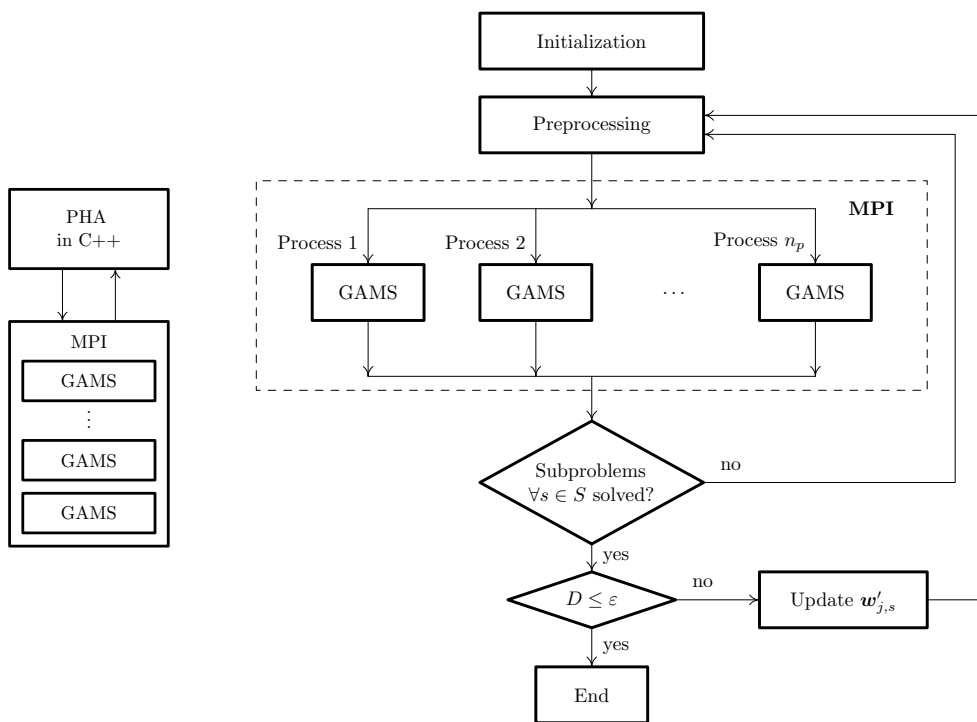 PHA
in C++
MPI
GAMS
⋮
GAMS
GAMS
Initialization
Preprocessing
MPI
Process 1
Process 2
Process $n_p$
GAMS
GAMS
⋯
GAMS
Subproblems
∀s ∈ S solved?
no
yes
D ≤ ε
no
Update $\boldsymbol{w}'_{j,s}$
yes
End